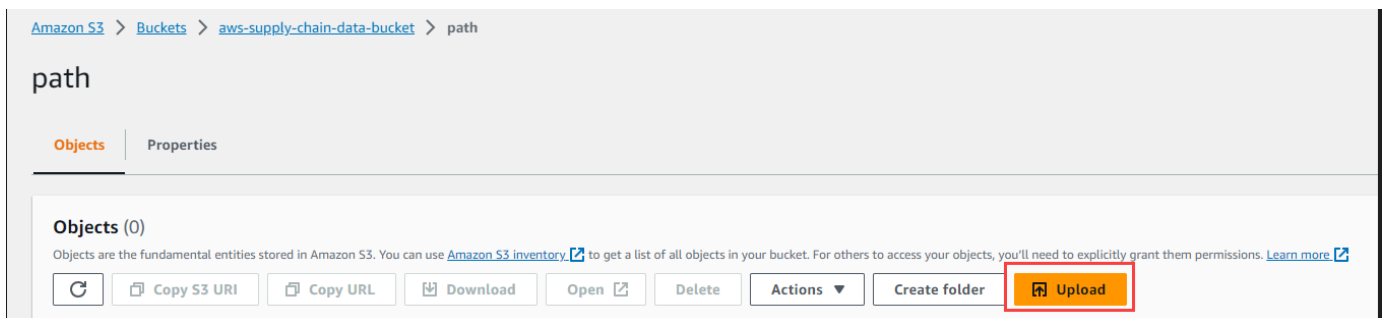 Amazon S3 > Buckets > aws-supply-chain-data-bucket > path
path
Objects Properties
Objects (0)
Objects are the fundamental entities stored in Amazon S3. You can use Amazon S3 inventory to get a list of all objects in your bucket. For others to access your objects, you'll need to explicitly grant them permissions. Learn more
Copy S3 URI Copy URL Download Open Delete Actions ▼ Create folder Upload